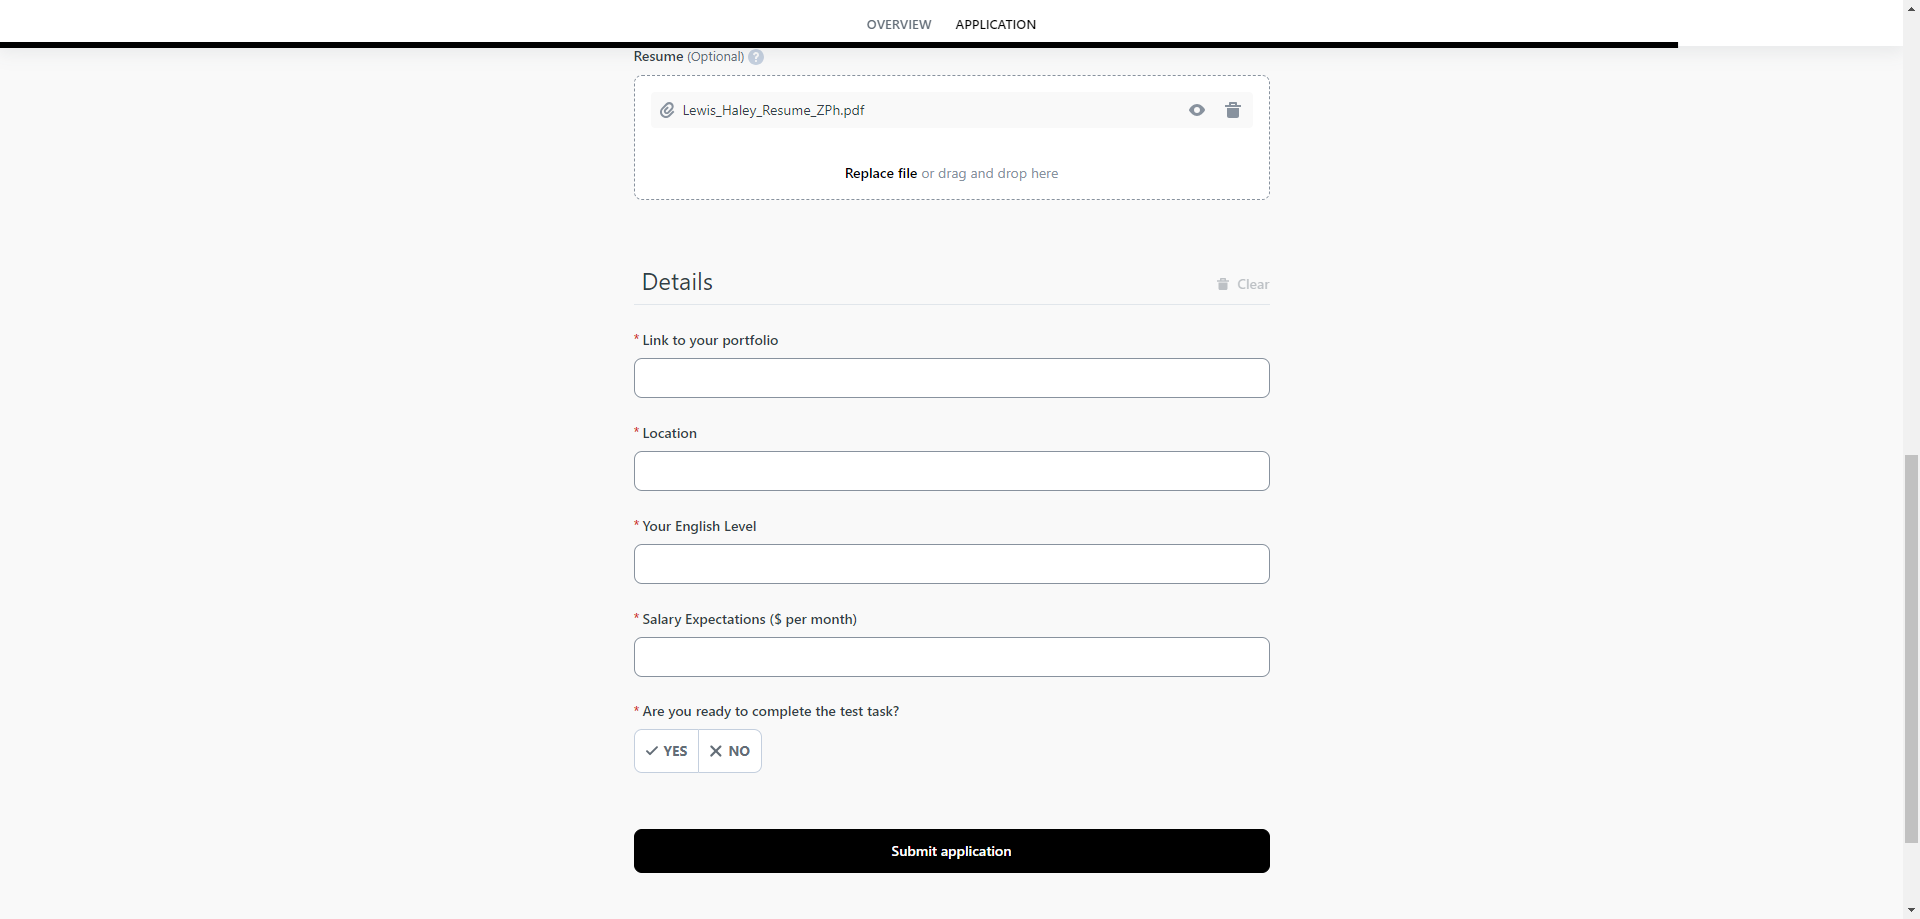 OVERVIEW APPLICATION
Resume (Optional) ?
Lewis_Haley_Resume_ZPh.pdf
Replace file or drag and drop here
Details
Clear
* Link to your portfolio
* Location
* Your English Level
* Salary Expectations ($ per month)
* Are you ready to complete the test task?
YES NO
Submit application